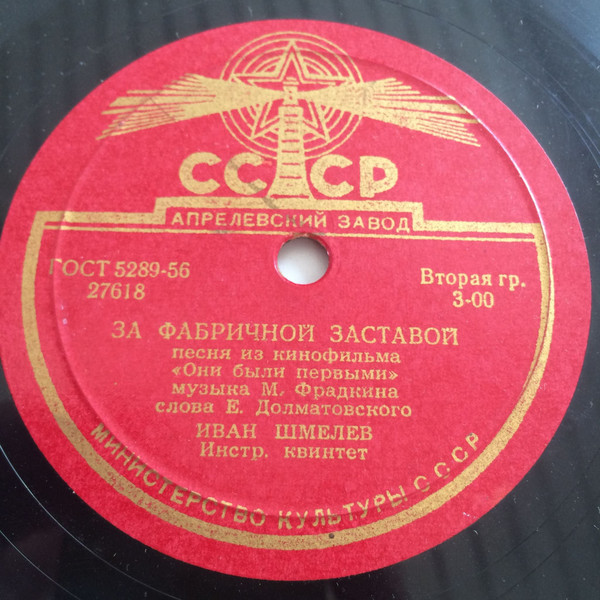 СССР
АПРЕЛЕВСКИЙ ЗАВОД
ГОСТ 5289-56
27618
Вторая гр.
3-00
ЗА ФАБРИЧНОЙ ЗАСТАВОЙ
песня из кинофильма
«Они были первыми»
музыка М. Фрадкина
слова Е. Долматовского
ИВАН ШМЕЛЕВ
Инстр. квинтет
МИНИСТЕРСТВО КУЛЬТУРЫ СССР